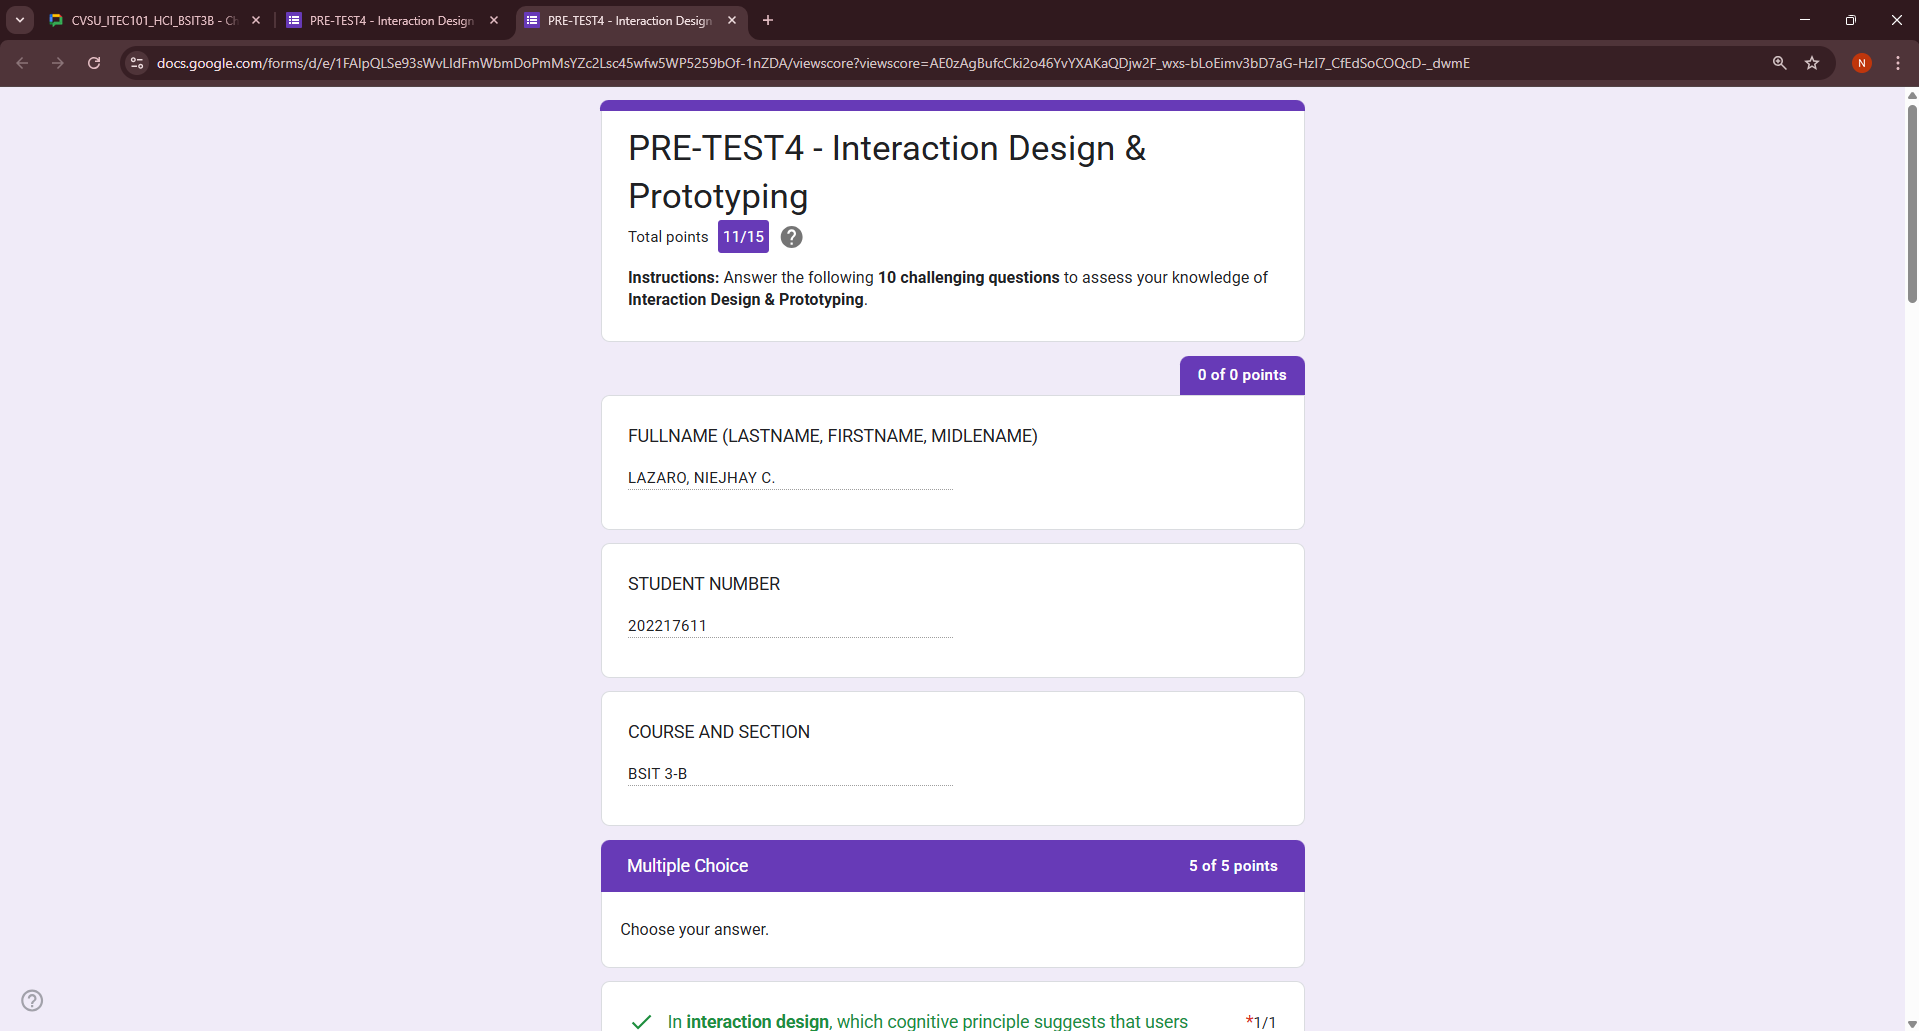 CVSU_ITEC101_HCI_BSIT3B - Ch
PRE-TEST4 - Interaction Design
PRE-TEST4 - Interaction Design
docs.google.com/forms/d/e/1FAIpQLSe93sWvLIdFmWbmDoPmMsYZc2Lsc45wfw5WP5259bOf-1nZDA/viewscore?viewscore=AE0zAgBufcCki2o46YvYXAKaQDjw2F_wxs-bLoEimv3bD7aG-HzI7_CfEdSoCOQcD-_dwmE
N
PRE-TEST4 - Interaction Design &
Prototyping
Total points 11/15
Instructions: Answer the following 10 challenging questions to assess your knowledge of
Interaction Design & Prototyping.
0 of 0 points
FULLNAME (LASTNAME, FIRSTNAME, MIDLENAME)
LAZARO, NIEJHAY C.
STUDENT NUMBER
202217611
COURSE AND SECTION
BSIT 3-B
Multiple Choice 5 of 5 points
Choose your answer.
In interaction design, which cognitive principle suggests that users *1/1